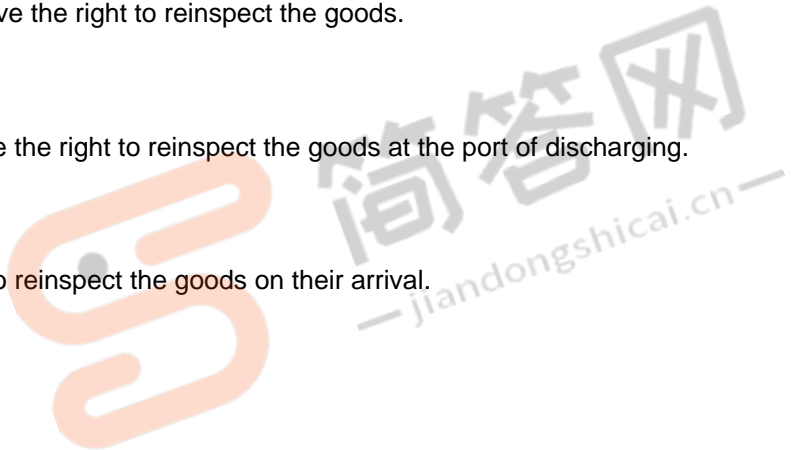 ve the right to reinspect the goods.
e the right to reinspect the goods at the port of discharging.
o reinspect the goods on their arrival.
简答网
— jiandongshicai.cn —